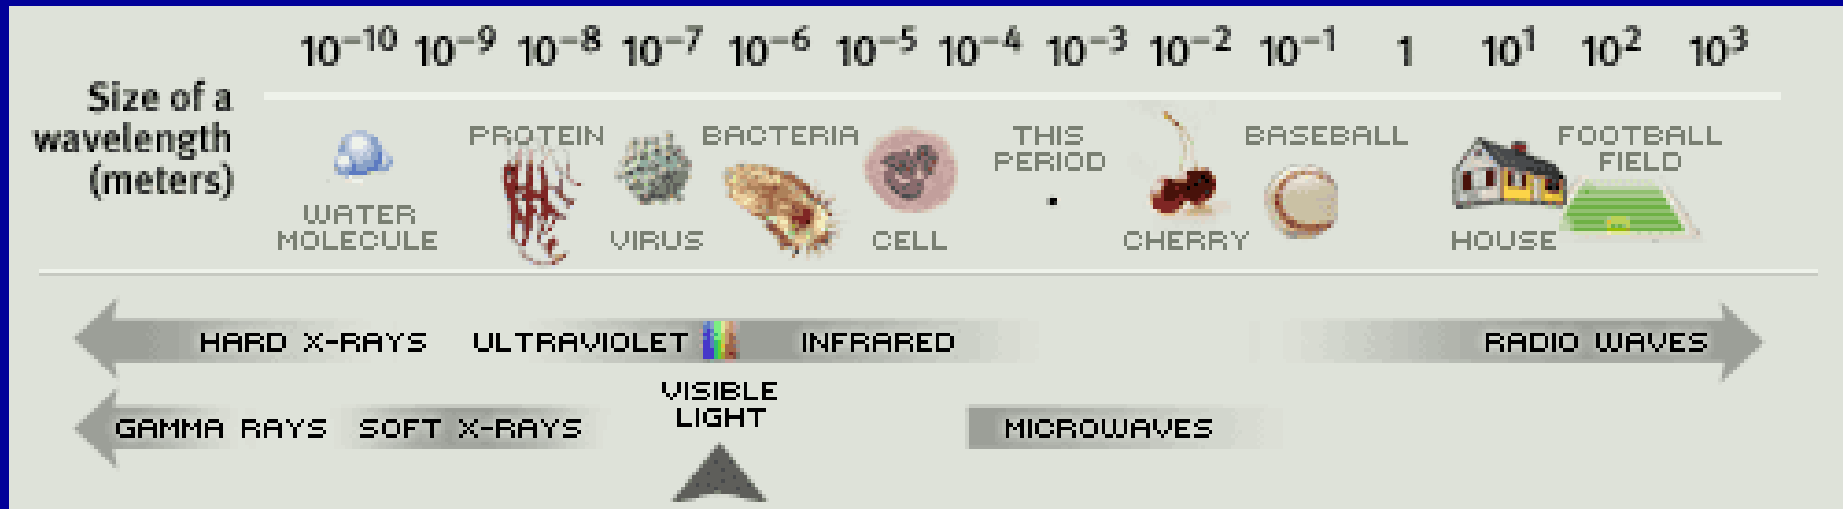 10⁻¹⁰ 10⁻⁹ 10⁻⁸ 10⁻⁷ 10⁻⁶ 10⁻⁵ 10⁻⁴ 10⁻³ 10⁻² 10⁻¹ 1 10¹ 10² 10³
Size of a
wavelength
(meters)
WATER
MOLECULE
PROTEIN
VIRUS
BACTERIA
CELL
THIS
PERIOD
CHERRY
BASEBALL
HOUSE
FOOTBALL
FIELD
HARD X-RAYS
ULTRAVIOLET
INFRARED
RADIO WAVES
VISIBLE
LIGHT
GAMMA RAYS
SOFT X-RAYS
MICROWAVES